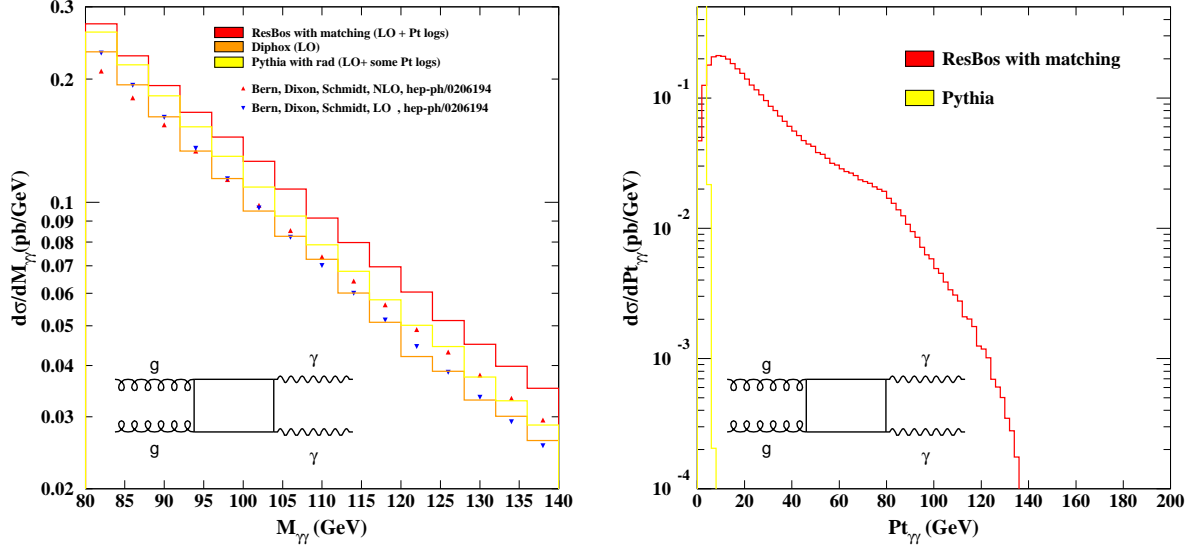 ResBos with matching (LO + Pt logs)
Diphox (LO)
Pythia with rad (LO+ some Pt logs)
Bern, Dixon, Schmidt, NLO, hep-ph/0206194
Bern, Dixon, Schmidt, LO , hep-ph/0206194
dσ/dMγγ(pb/GeV)
0.3
0.2
0.1
0.09
0.08
0.07
0.06
0.05
0.04
0.03
0.02
g
γ
g
γ
80 85 90 95 100 105 110 115 120 125 130 135 140
Mγγ (GeV)
ResBos with matching
Pythia
dσ/dPtγγ(pb/GeV)
10⁻¹
10⁻²
10⁻³
10⁻⁴
g
γ
g
γ
0 20 40 60 80 100 120 140 160 180 200
Ptγγ (GeV)